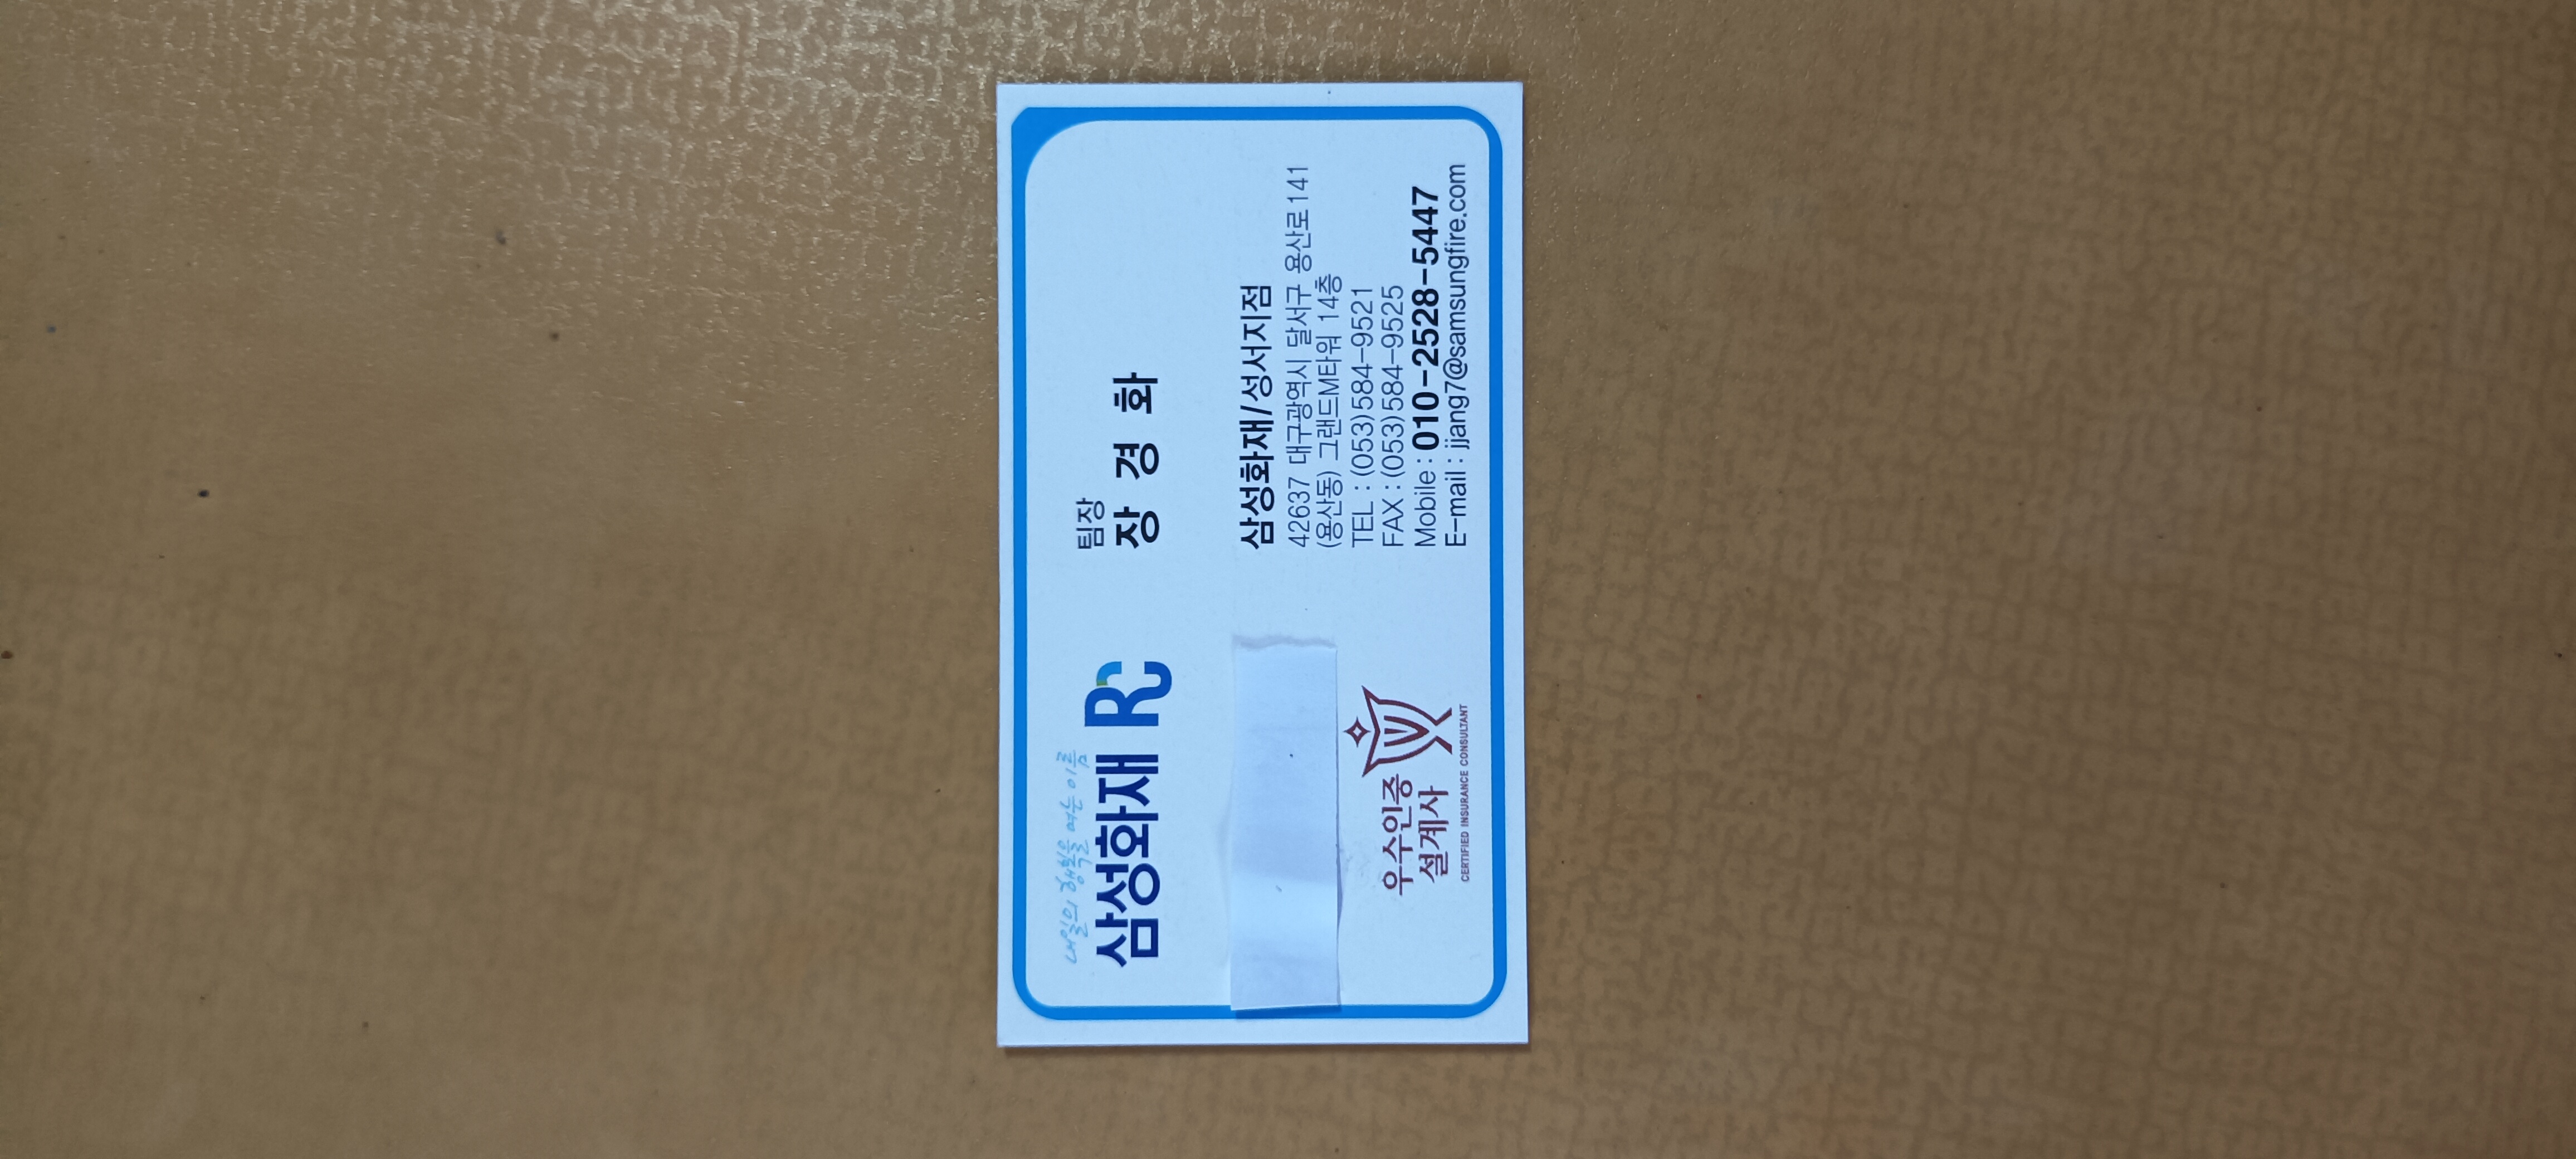 내일의 행복을 여는 이름
삼성화재 RC
팀장
장 경 화
삼성화재/성서지점
42637 대구광역시 달서구 용산로 141
(용산동) 그랜드M타워 14층
TEL : (053)584-9521
FAX : (053)584-9525
Mobile : 010-2528-5447
E-mail : jjang7@samsungfire.com
우수인증
설계사
CERTIFIED INSURANCE CONSULTANT